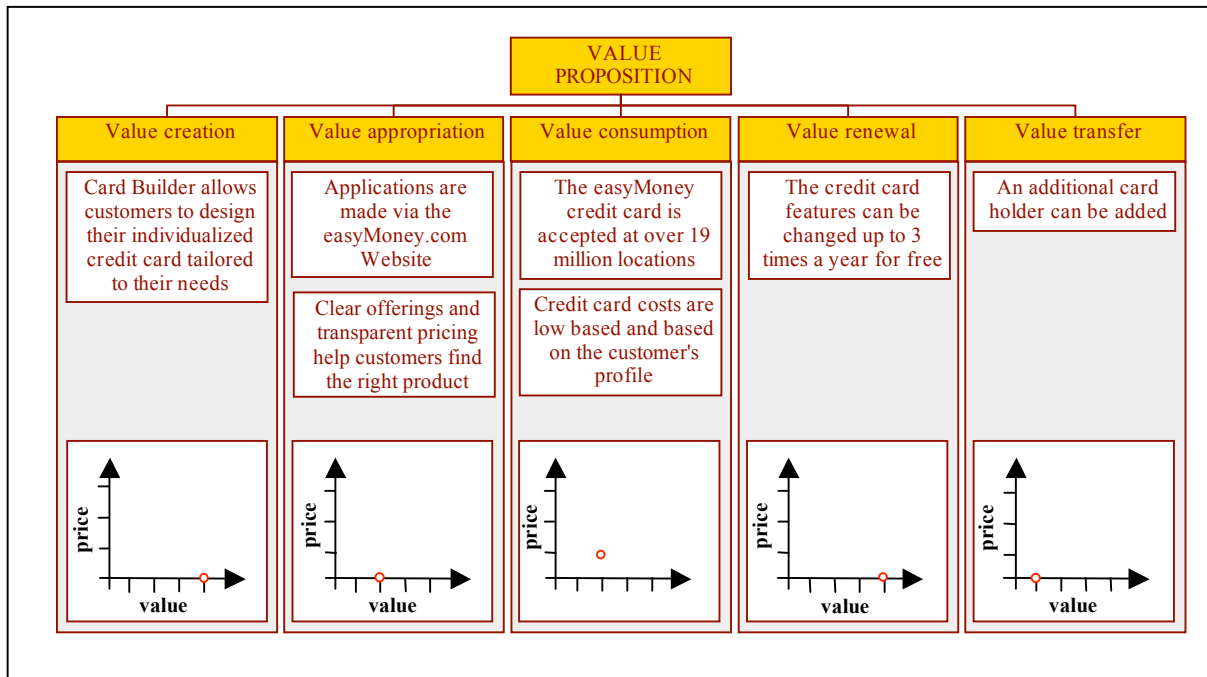 VALUE
PROPOSITION
Value creation
Value appropriation
Value consumption
Value renewal
Value transfer
Card Builder allows
customers to design
their individualized
credit card tailored
to their needs
Applications are
made via the
easyMoney.com
Website
Clear offerings and
transparent pricing
help customers find
the right product
The easyMoney
credit card is
accepted at over 19
million locations
Credit card costs are
low based and based
on the customer's
profile
The credit card
features can be
changed up to 3
times a year for free
An additional card
holder can be added
price
value
price
value
price
value
price
value
price
value